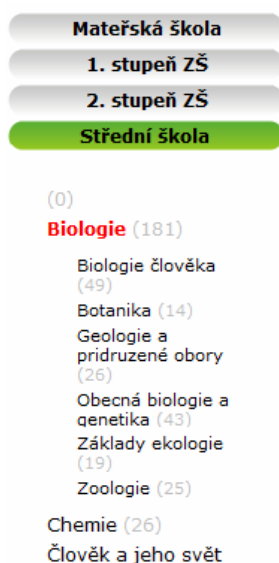 Mateřská škola
1. stupeň ZŠ
2. stupeň ZŠ
Střední škola
(0)
Biologie (181)
Biologie člověka
(49)
Botanika (14)
Geologie a
pridruzené obory
(26)
Obecná biologie a
genetika (43)
Základy ekologie
(19)
Zoologie (25)
Chemie (26)
Člověk a jeho svět